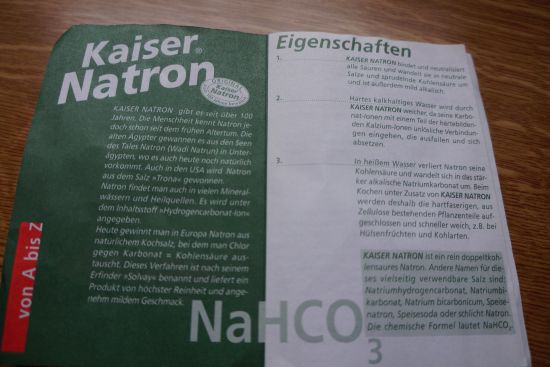 Kaiser®
Natron
ORIGINAL
Kaiser
Natron
KAISER NATRON gibt es seit über 100
Jahren. Die Menschheit kennt Natron je-
doch schon seit dem frühen Altertum. Die
alten Ägypter gewannen es aus den Seen
des Tales Natron (Wadi Natrun) in Unter-
ägypten, wo es auch heute noch natürlich
vorkommt. Auch in den USA wird Natron
aus dem Salz »Trona« gewonnen.
Natron findet man auch in vielen Mineral-
wässern und Heilquellen. Es wird unter
dem Inhaltsstoff »Hydrogencarbonat-Ion«
angegeben.
Heute gewinnt man in Europa Natron aus
natürlichem Kochsalz, bei dem man Chlor
gegen Karbonat = Kohlensäure aus-
tauscht. Dieses Verfahren ist nach seinem
Erfinder »Solvay« benannt und liefert ein
Produkt von höchster Reinheit und ange-
nehm mildem Geschmack.
von A bis Z
Eigenschaften
1. KAISER NATRON bindet und neutralisiert
alle Säuren und wandelt sie in neutrale
Salze und sprudelnde Kohlensäure um
und ist außerdem mild alkalisch.
2. Hartes kalkhaltiges Wasser wird durch
KAISER NATRON weicher, da seine Karbo-
nat-Ionen mit einem Teil der härtebilden-
den Kalzium-Ionen unlösliche Verbindun-
gen eingehen, die ausfallen und sich
absetzen.
3. In heißem Wasser verliert Natron seine
Kohlensäure und wandelt sich in das stär-
ker alkalische Natriumkarbonat um. Beim
Kochen unter Zusatz von KAISER NATRON
werden deshalb die hartfaserigen, aus
Zellulose bestehenden Pflanzenteile auf-
geschlossen und schneller weich, z.B. bei
Hülsenfrüchten und Kohlarten.
KAISER NATRON ist ein rein doppeltkoh-
lensaures Natron. Andere Namen für die-
ses vielseitig verwendbare Salz sind:
Natriumhydrogencarbonat, Natriumbi-
karbonat, Natrium bicarbonicum, Speise-
natron, Speisesoda oder schlicht Natron.
Die chemische Formel lautet NaHCO₃.
NaHCO₃